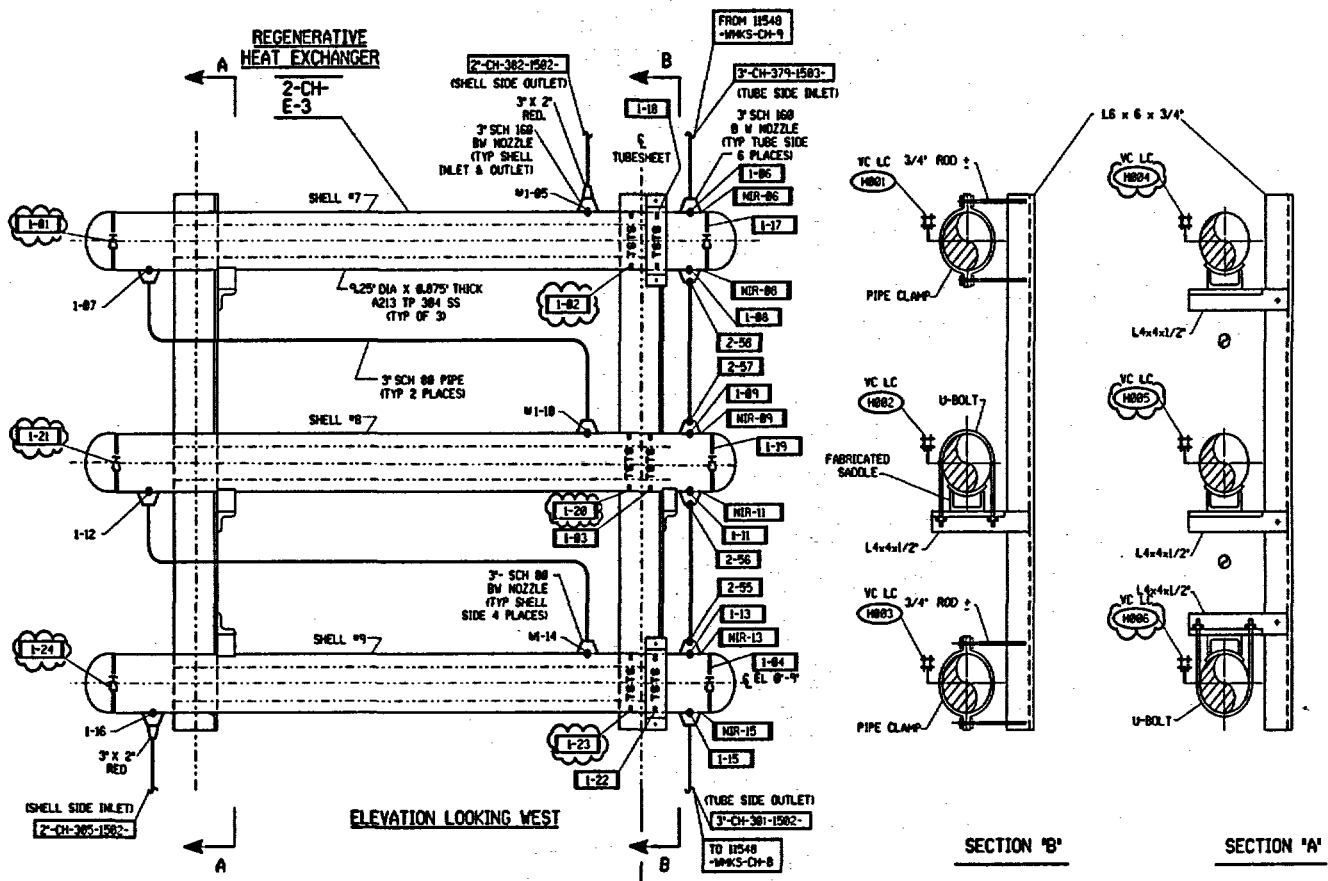 REGENERATIVE
HEAT EXCHANGER
2-CH-
E-3
A
2"-CH-302-1502-
(SHELL SIDE OUTLET)
3" X 2"
RED.
3" SCH 160
BW NOZZLE
(TYP SHELL
INLET & OUTLET)
B
FROM 11548
-WMKS-CH-9
3"-CH-379-1503-
(TUBE SIDE INLET)
1-18
℄
TUBESHEET
3" SCH 160
B W NOZZLE
(TYP TUBE SIDE
6 PLACES)
1-06
NIR-06
W1-05
SHELL #7
1-01
1-17
1-07
9.25" DIA X 0.875" THICK
A213 TP 304 SS
(TYP OF 3)
1-02
TSTS
TSTS
NIR-08
1-08
2-58
2-57
1-09
NIR-09
3" SCH 80 PIPE
(TYP 2 PLACES)
W1-10
SHELL #8
1-21
1-19
TSTS
TSTS
1-12
1-20
1-03
NIR-11
1-11
2-56
3"- SCH 80
BW NOZZLE
(TYP SHELL
SIDE 4 PLACES)
2-55
1-13
NIR-13
W1-14
SHELL #9
1-24
1-04
℄ EL 8'-9"
TSTS
TSTS
1-16
3" X 2"
RED
1-23
1-22
NIR-15
1-15
(SHELL SIDE INLET)
2"-CH-305-1502-
ELEVATION LOOKING WEST
(TUBE SIDE OUTLET)
3"-CH-301-1502-
TO 11548
-WMKS-CH-8
A
B
L6 x 6 x 3/4"
VC LC
H001
3/4" ROD ±
PIPE CLAMP
VC LC
H002
U-BOLT
FABRICATED
SADDLE
L4x4x1/2"
VC LC
H003
3/4" ROD ±
PIPE CLAMP
SECTION "B"
VC LC
H004
L4x4x1/2"
VC LC
H005
L4x4x1/2"
L4x4x1/2"
VC LC
H006
U-BOLT
SECTION "A"